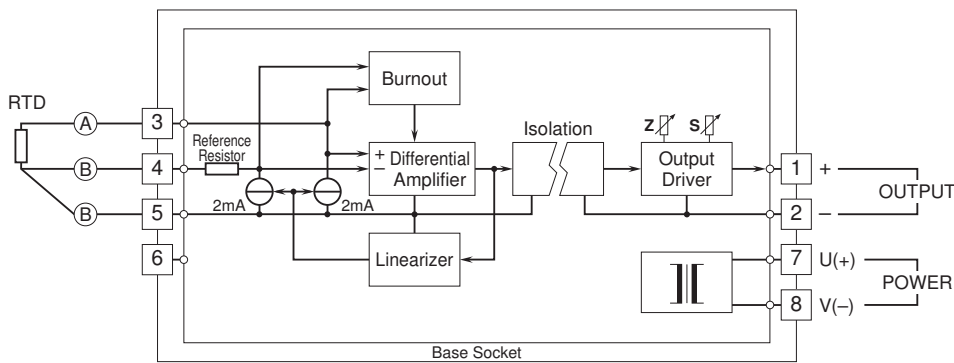 RTD
A
B
B
3
4
5
6
Reference
Resistor
2mA
2mA
Burnout
+
−
Differential
Amplifier
Linearizer
Isolation
Z
S
Output
Driver
1
+
2
−
OUTPUT
7
U(+)
8
V(−)
POWER
Base Socket